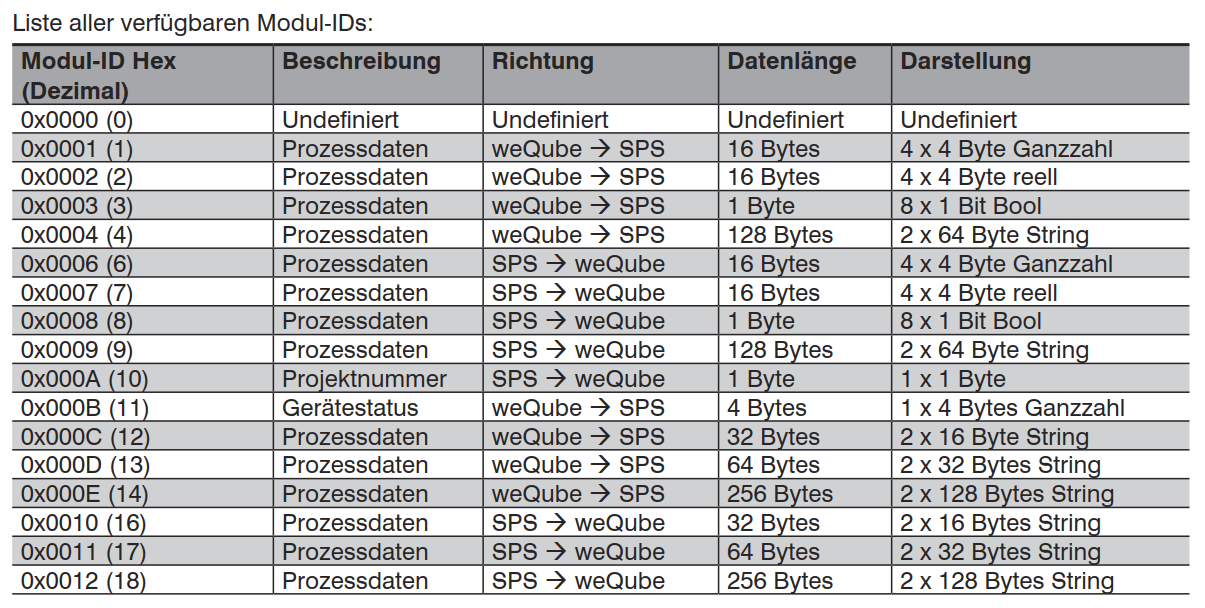 Liste aller verfügbaren Modul-IDs:
Modul-ID Hex (Dezimal) Beschreibung Richtung Datenlänge Darstellung
0x0000 (0) Undefiniert Undefiniert Undefiniert Undefiniert
0x0001 (1) Prozessdaten weQube → SPS 16 Bytes 4 x 4 Byte Ganzzahl
0x0002 (2) Prozessdaten weQube → SPS 16 Bytes 4 x 4 Byte reell
0x0003 (3) Prozessdaten weQube → SPS 1 Byte 8 x 1 Bit Bool
0x0004 (4) Prozessdaten weQube → SPS 128 Bytes 2 x 64 Byte String
0x0006 (6) Prozessdaten SPS → weQube 16 Bytes 4 x 4 Byte Ganzzahl
0x0007 (7) Prozessdaten SPS → weQube 16 Bytes 4 x 4 Byte reell
0x0008 (8) Prozessdaten SPS → weQube 1 Byte 8 x 1 Bit Bool
0x0009 (9) Prozessdaten SPS → weQube 128 Bytes 2 x 64 Byte String
0x000A (10) Projektnummer SPS → weQube 1 Byte 1 x 1 Byte
0x000B (11) Gerätestatus weQube → SPS 4 Bytes 1 x 4 Bytes Ganzzahl
0x000C (12) Prozessdaten weQube → SPS 32 Bytes 2 x 16 Byte String
0x000D (13) Prozessdaten weQube → SPS 64 Bytes 2 x 32 Bytes String
0x000E (14) Prozessdaten weQube → SPS 256 Bytes 2 x 128 Bytes String
0x0010 (16) Prozessdaten SPS → weQube 32 Bytes 2 x 16 Bytes String
0x0011 (17) Prozessdaten SPS → weQube 64 Bytes 2 x 32 Bytes String
0x0012 (18) Prozessdaten SPS → weQube 256 Bytes 2 x 128 Bytes String